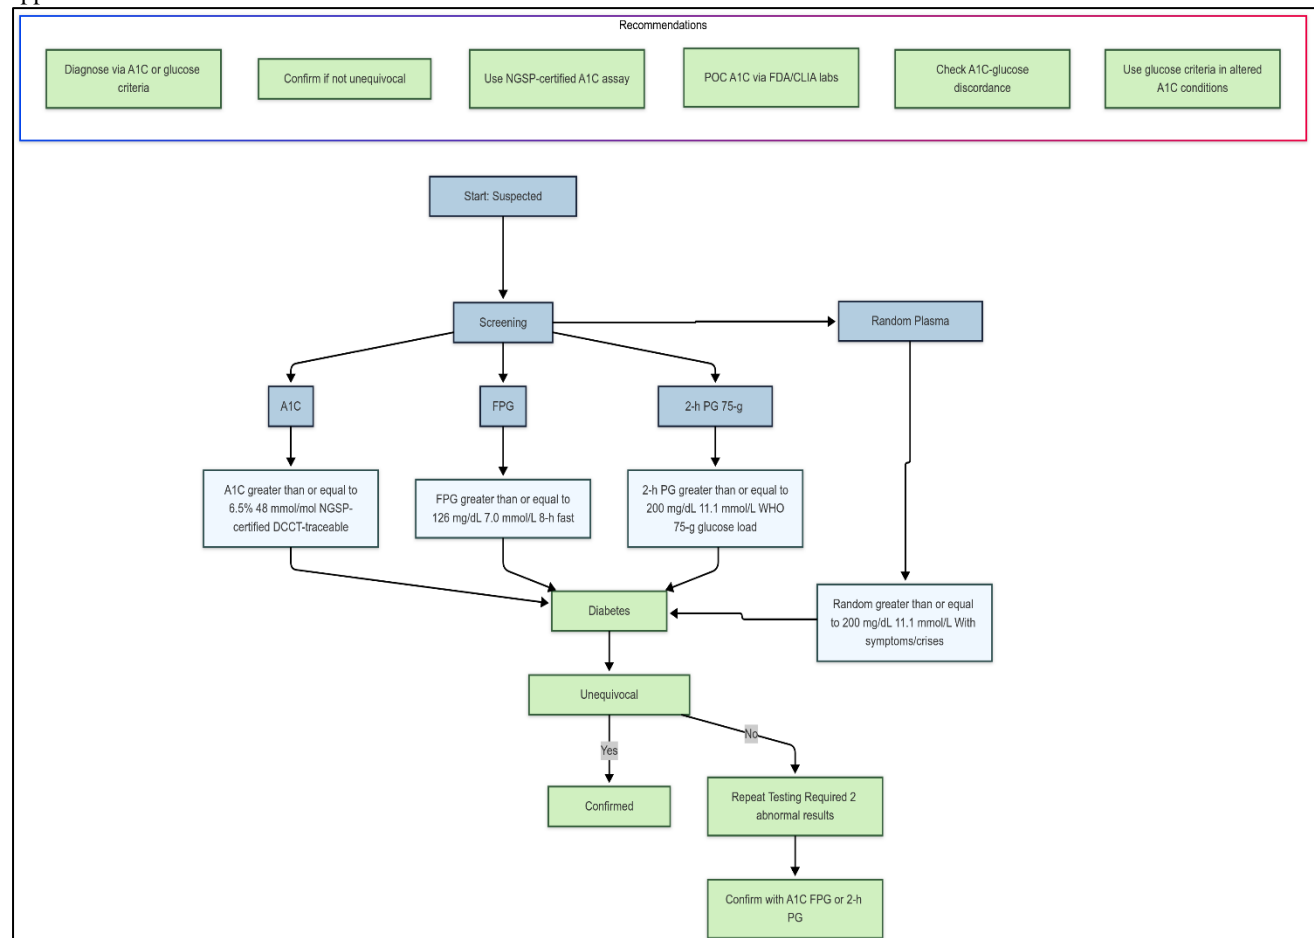 Recommendations
Diagnose via A1C or glucose
criteria
Confirm if not unequivocal
Use NGSP-certified A1C assay
POC A1C via FDA/CLIA labs
Check A1C-glucose
discordance
Use glucose criteria in altered
A1C conditions
Start: Suspected
Screening
Random Plasma
A1C
FPG
2-h PG 75-g
A1C greater than or equal to
6.5% 48 mmol/mol NGSP-
certified DCCT-traceable
FPG greater than or equal to
126 mg/dL 7.0 mmol/L 8-h fast
2-h PG greater than or equal to
200 mg/dL 11.1 mmol/L WHO
75-g glucose load
Random greater than or equal
to 200 mg/dL 11.1 mmol/L With
symptoms/crises
Diabetes
Unequivocal
Yes
No
Confirmed
Repeat Testing Required 2
abnormal results
Confirm with A1C FPG or 2-h
PG